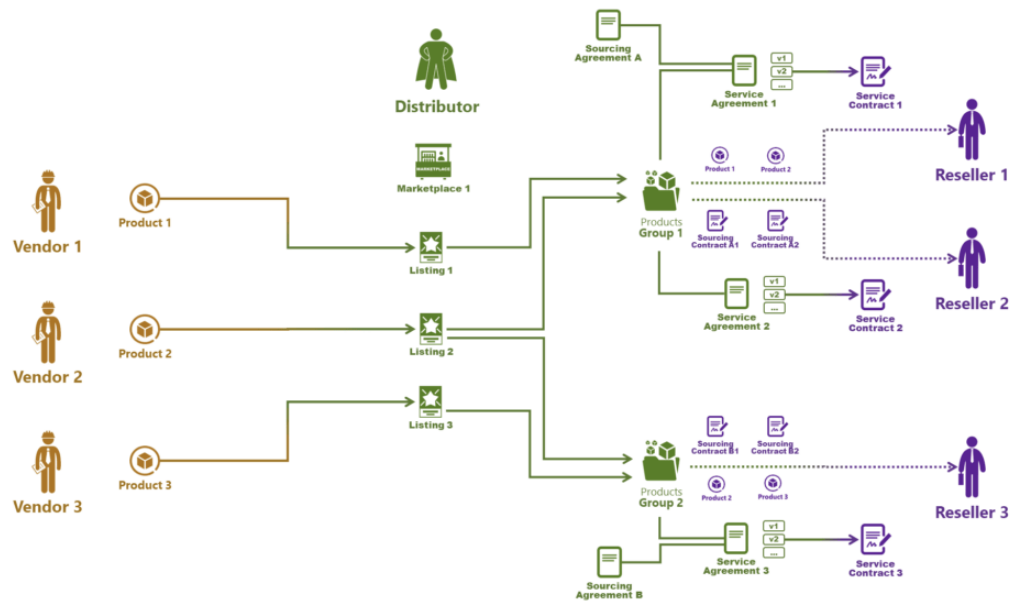 Sourcing
Agreement A
v1
v2
...
Service
Agreement 1
Service
Contract 1
Distributor
MARKETPLACE
Marketplace 1
Product 1
Product 2
Reseller 1
Vendor 1
Product 1
Listing 1
Products
Group 1
Sourcing
Contract A1
Sourcing
Contract A2
Reseller 2
v1
v2
...
Service
Agreement 2
Service
Contract 2
Vendor 2
Product 2
Listing 2
Vendor 3
Product 3
Listing 3
Sourcing
Contract B1
Sourcing
Contract B2
Products
Group 2
Product 2
Product 3
Reseller 3
v1
v2
...
Service
Agreement 3
Service
Contract 3
Sourcing
Agreement B